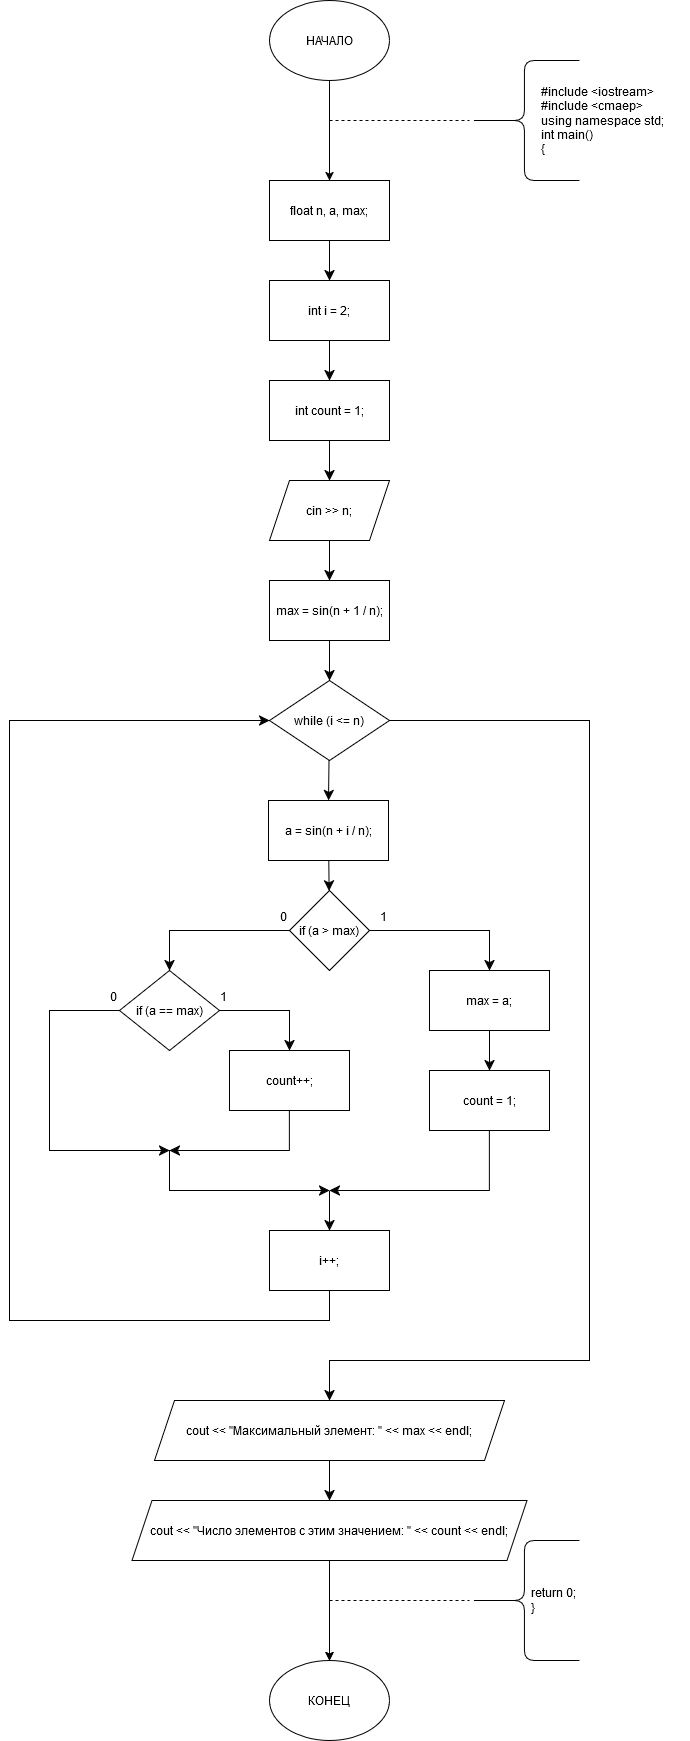 НАЧАЛО
#include <iostream>
#include <cmaep>
using namespace std;
int main()
{
float n, a, max;
int i = 2;
int count = 1;
cin >> n;
max = sin(n + 1 / n);
while (i <= n)
a = sin(n + i / n);
0
if (a > max)
1
0
if (a == max)
1
max = a;
count++;
count = 1;
i++;
cout << "Максимальный элемент: " << max << endl;
cout << "Число элементов с этим значением: " << count << endl;
return 0;
}
КОНЕЦ